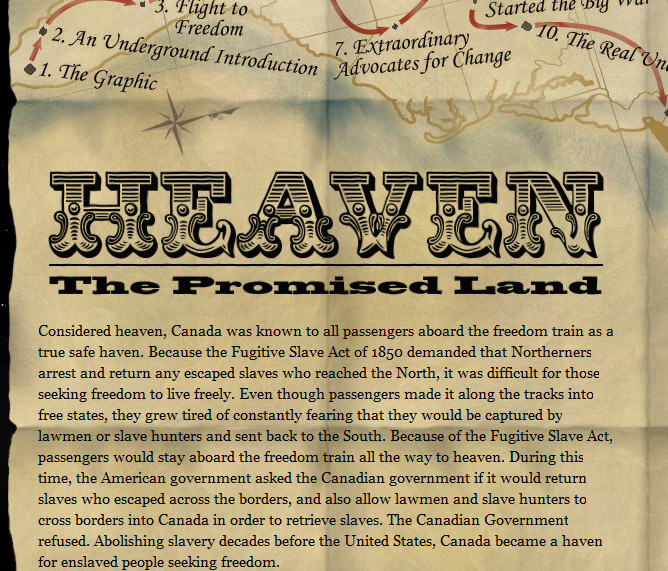 3. Flight to
Freedom
2. An Underground Introduction
1. The Graphic
7. Extraordinary
Advocates for Change
Started the Big
10. The Real
HEAVEN
The Promised Land
Considered heaven, Canada was known to all passengers aboard the freedom train as a
true safe haven. Because the Fugitive Slave Act of 1850 demanded that Northerners
arrest and return any escaped slaves who reached the North, it was difficult for those
seeking freedom to live freely. Even though passengers made it along the tracks into
free states, they grew tired of constantly fearing that they would be captured by
lawmen or slave hunters and sent back to the South. Because of the Fugitive Slave Act,
passengers would stay aboard the freedom train all the way to heaven. During this
time, the American government asked the Canadian government if it would return
slaves who escaped across the borders, and also allow lawmen and slave hunters to
cross borders into Canada in order to retrieve slaves. The Canadian Government
refused. Abolishing slavery decades before the United States, Canada became a haven
for enslaved people seeking freedom.